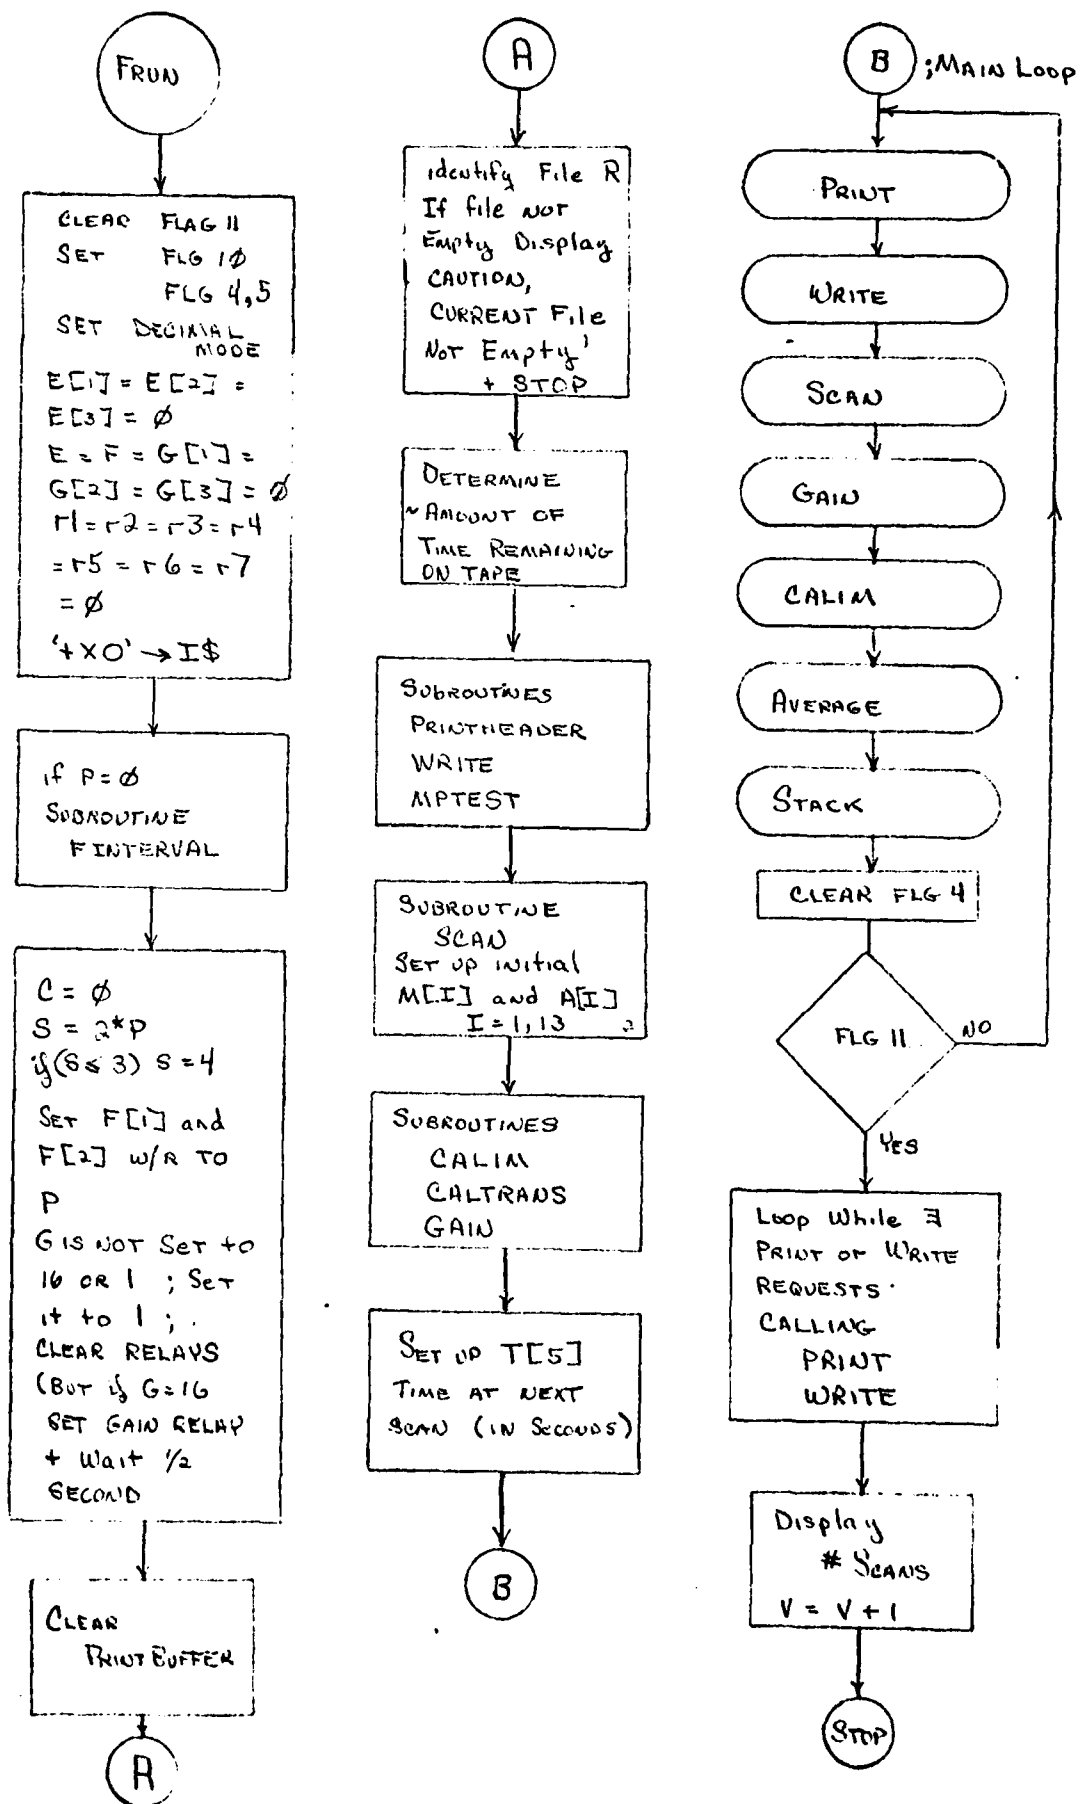 FRUN
CLEAR FLAG 11
SET FLG 1Ø
FLG 4,5
SET DECIMAL
MODE
E[1] = E[2] =
E[3] = Ø
E = F = G[1] =
G[2] = G[3] = Ø
r1 = r2 = r3 = r4
= r5 = r6 = r7
= Ø
'+XO' → I$
if P = Ø
SUBROUTINE
FINTERVAL
C = Ø
S = 2*P
if (S ≤ 3) S = 4
SET F[1] and
F[2] W/R TO
P
G IS NOT SET to
16 OR 1 ; SET
it to 1 ;
CLEAR RELAYS
(BUT if G=16
SET GAIN RELAY
+ Wait 1/2
SECOND
CLEAR
PRINT BUFFER
A
A
identify File R
If file NOT
Empty Display
CAUTION,
CURRENT File
NOT Empty'
+ STOP
DETERMINE
~ AMOUNT OF
TIME REMAINING
ON TAPE
SUBROUTINES
PRINTHEADER
WRITE
MPTEST
SUBROUTINE
SCAN
SET UP initial
M[I] and A[I]
I = 1,13
SUBROUTINES
CALIM
CALTRANS
GAIN
SET UP T[5]
TIME AT NEXT
SCAN (IN SECONDS)
B
B ; MAIN LOOP
PRINT
WRITE
SCAN
GAIN
CALIM
AVERAGE
STACK
CLEAR FLG 4
FLG 11
NO
YES
Loop While ∃
PRINT or WRITE
REQUESTS
CALLING
PRINT
WRITE
Display
# SCANS
V = V + 1
STOP